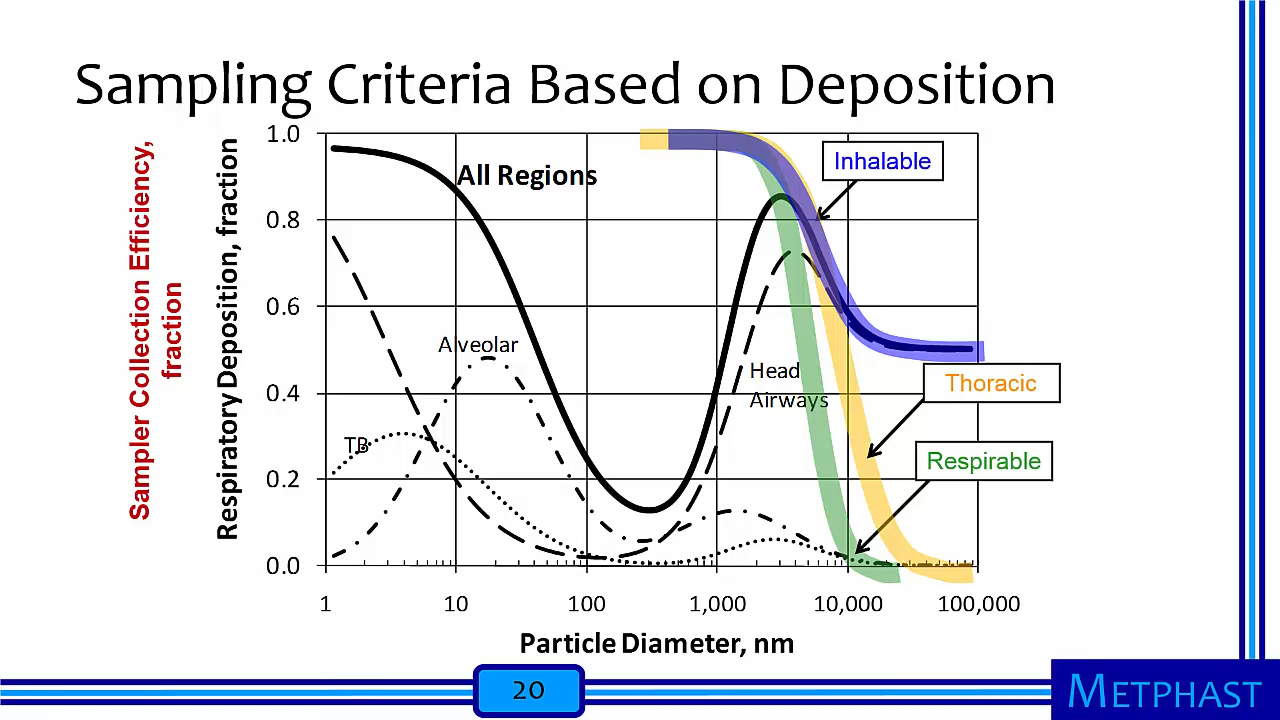 Sampling Criteria Based on Deposition
Sampler Collection Efficiency,
fraction
Respiratory Deposition, fraction
1.0
0.8
0.6
0.4
0.2
0.0
All Regions
Alveolar
TB
Head
Airways
Inhalable
Thoracic
Respirable
1
10
100
1,000
10,000
100,000
Particle Diameter, nm
20
METPHAST